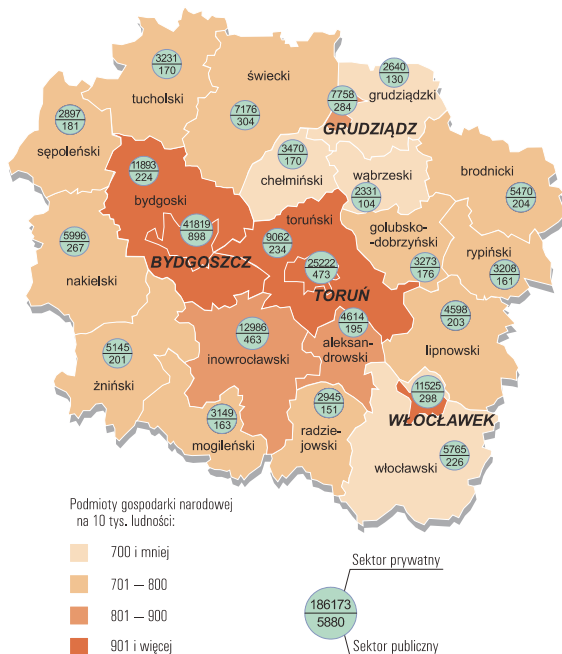 3231
170
tucholski
świecki
7176
304
2640
130
grudziądzki
7758
284
GRUDZIĄDZ
2897
181
sępoleński
3470
170
chełmiński
wąbrzeski
2331
104
brodnicki
5470
204
11893
224
bydgoski
41819
898
BYDGOSZCZ
toruński
9062
234
25222
473
TORUŃ
golubsko-
-dobrzyński
3273
176
rypiński
3208
161
5996
267
nakielski
4614
195
aleksan-
drowski
4598
203
lipnowski
12986
463
inowrocławski
5145
201
żniński
3149
163
mogileński
2945
151
radzie-
jowski
11525
298
WŁOCŁAWEK
5765
226
włocławski
Podmioty gospodarki narodowej
na 10 tys. ludności:
700 i mniej
701 — 800
801 — 900
901 i więcej
Sektor prywatny
186173
5880
Sektor publiczny